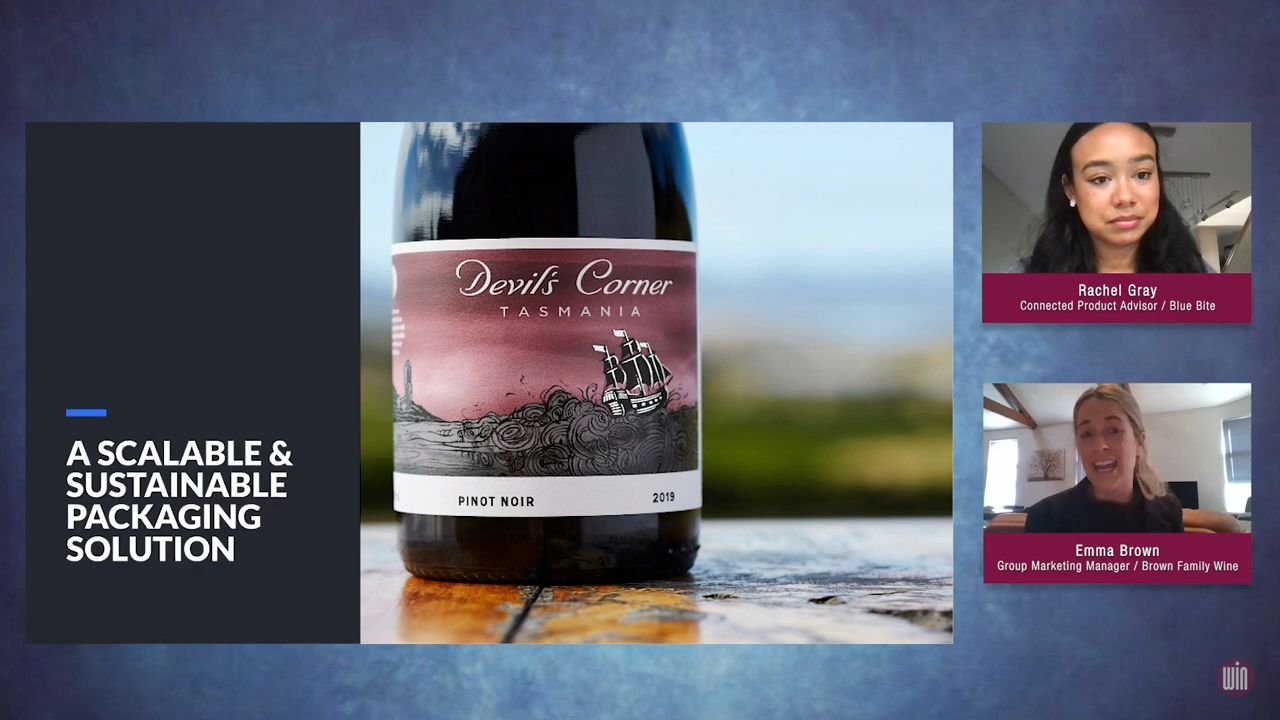 A SCALABLE &
SUSTAINABLE
PACKAGING
SOLUTION
Devil's Corner
TASMANIA
PINOT NOIR
2019
Rachel Gray
Connected Product Advisor / Blue Bite
Emma Brown
Group Marketing Manager / Brown Family Wine
win